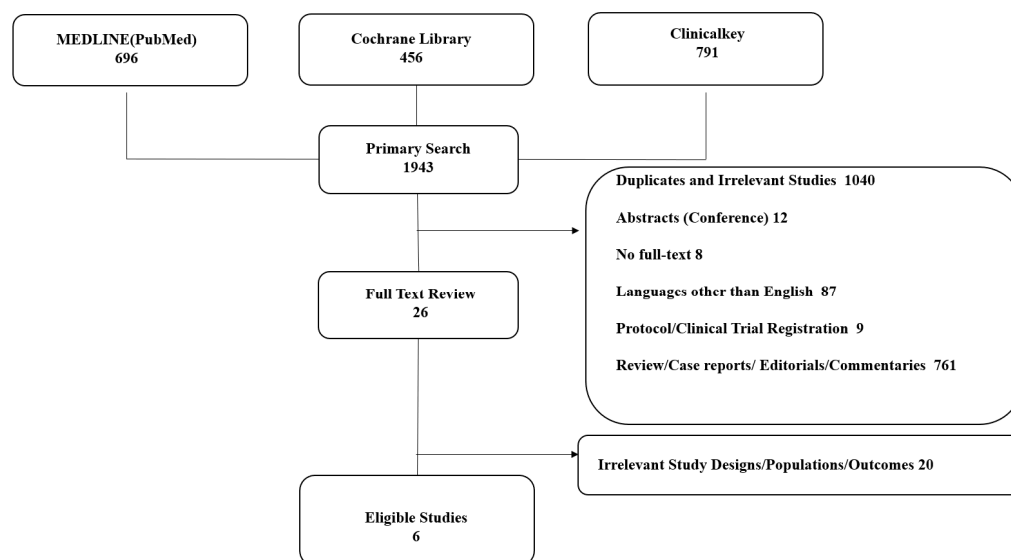 MEDLINE(PubMed)
696
Cochrane Library
456
Clinicalkey
791
Primary Search
1943
Duplicates and Irrelevant Studies 1040
Abstracts (Conference) 12
No full-text 8
Languages other than English 87
Protocol/Clinical Trial Registration 9
Review/Case reports/ Editorials/Commentaries 761
Full Text Review
26
Irrelevant Study Designs/Populations/Outcomes 20
Eligible Studies
6